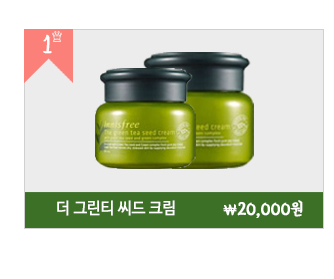 1
innisfree
the green tea seed cream
seed cream
더 그린티 씨드 크림
₩20,000원